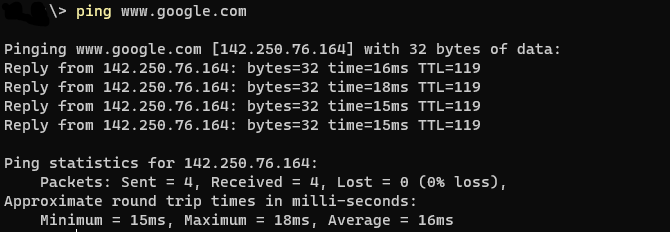 \> ping www.google.com
Pinging www.google.com [142.250.76.164] with 32 bytes of data:
Reply from 142.250.76.164: bytes=32 time=16ms TTL=119
Reply from 142.250.76.164: bytes=32 time=18ms TTL=119
Reply from 142.250.76.164: bytes=32 time=15ms TTL=119
Reply from 142.250.76.164: bytes=32 time=15ms TTL=119
Ping statistics for 142.250.76.164:
    Packets: Sent = 4, Received = 4, Lost = 0 (0% loss),
Approximate round trip times in milli-seconds:
    Minimum = 15ms, Maximum = 18ms, Average = 16ms